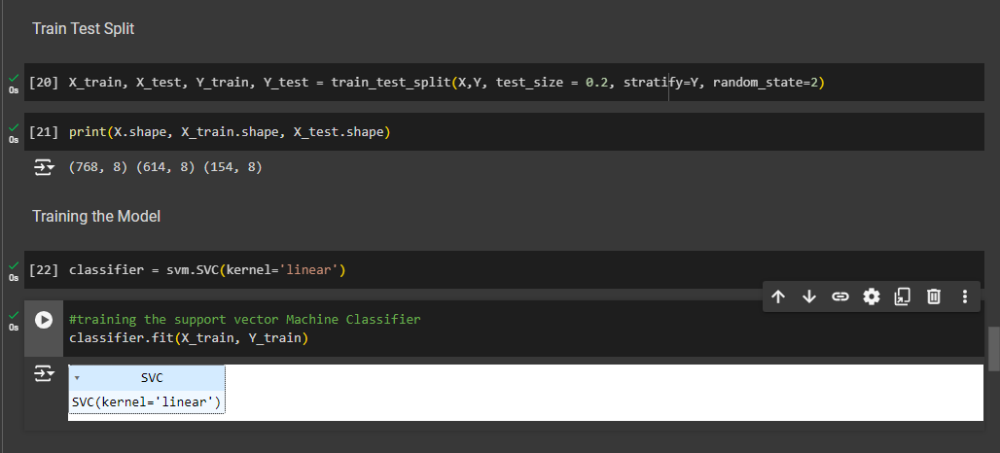 Train Test Split
0s
[20] X_train, X_test, Y_train, Y_test = train_test_split(X,Y, test_size = 0.2, stratify=Y, random_state=2)
0s
[21] print(X.shape, X_train.shape, X_test.shape)
(768, 8) (614, 8) (154, 8)
Training the Model
0s
[22] classifier = svm.SVC(kernel='linear')
0s
#training the support vector Machine Classifier
classifier.fit(X_train, Y_train)
SVC
SVC(kernel='linear')